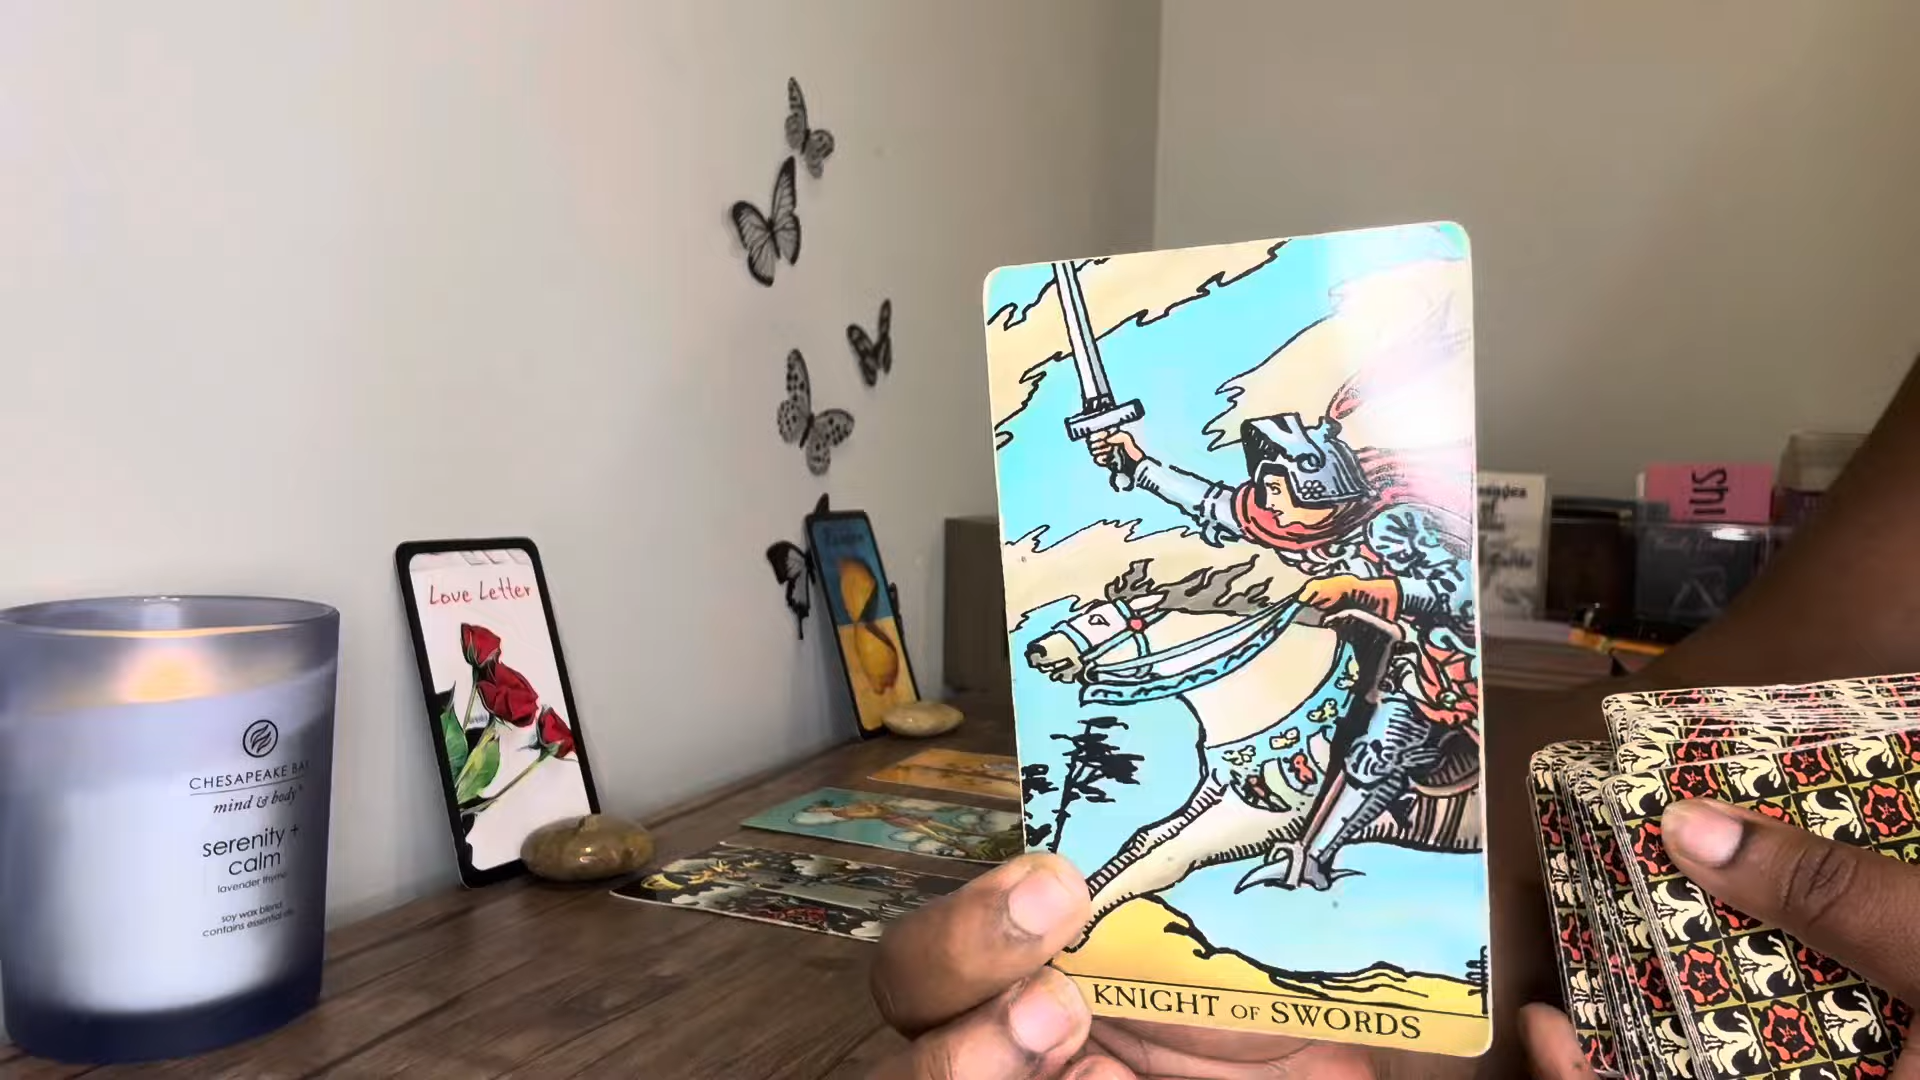 CHESAPEAKE BAY
mind & body
serenity +
calm
lavender thyme
soy wax blend
contains essential oils
Love Letter
KNIGHT OF SWORDS